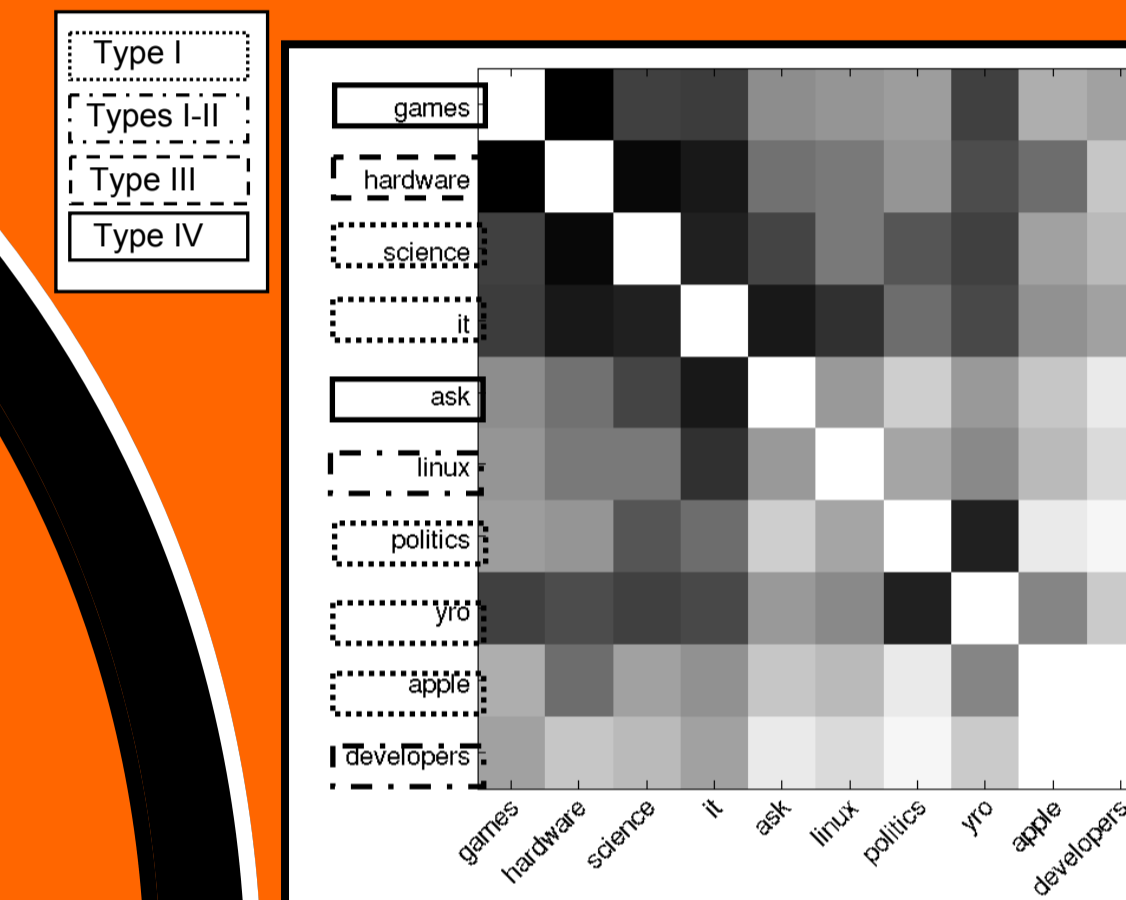 Type I
Types I-II
Type III
Type IV
games
hardware
science
it
ask
linux
politics
yro
apple
developers
games
hardware
science
it
ask
linux
politics
yro
apple
developers